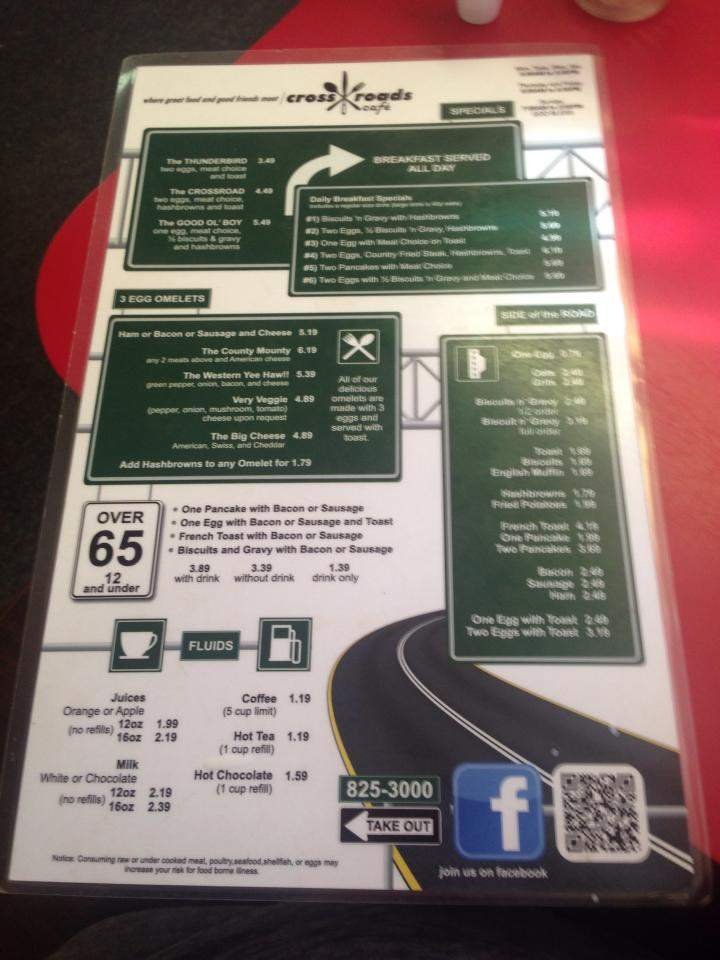 where great food and good friends meet
cross roads
café
SPECIALS
The THUNDERBIRD 3.49
two eggs, meat choice
and toast
The CROSSROAD 4.49
two eggs, meat choice,
hashbrowns and toast
The GOOD OL' BOY 5.49
one egg, meat choice,
½ biscuits & gravy
and hashbrowns
BREAKFAST SERVED
ALL DAY
Daily Breakfast Specials
#1) Biscuits 'n Gravy with Hashbrowns
#2) Two Eggs, ½ Biscuits 'n Gravy, Hashbrowns
#3) One Egg with Meat Choice on Toast
#4) Two Eggs, Country Fried Steak, Hashbrowns, Toast
#5) Two Pancakes with Meat Choice
#6) Two Eggs with ½ Biscuits 'n Gravy and Meat Choice
3 EGG OMELETS
Ham or Bacon or Sausage and Cheese 5.19
The County Mounty 6.19
any 2 meats above and American cheese
The Western Yee Haw!! 5.39
green pepper, onion, bacon, and cheese
Very Veggie 4.89
(pepper, onion, mushroom, tomato)
cheese upon request
The Big Cheese 4.89
American, Swiss, and Cheddar
Add Hashbrowns to any Omelet for 1.79
All of our
delicious
omelets are
made with 3
eggs and
served with
toast.
SIDE of the ROAD
One Egg
Grits
Biscuits 'n' Gravy
1/2 order
Biscuit 'n' Gravy
full order
Toast
Biscuits
English Muffin
Hashbrowns
Fried Potatoes
French Toast
One Pancake
Two Pancakes
Bacon
Sausage
Ham
One Egg with Toast
Two Eggs with Toast
OVER
65
12
and under
• One Pancake with Bacon or Sausage
• One Egg with Bacon or Sausage and Toast
• French Toast with Bacon or Sausage
• Biscuits and Gravy with Bacon or Sausage
3.89 3.39 1.39
with drink without drink drink only
FLUIDS
Juices
Orange or Apple
(no refills) 12oz 1.99
16oz 2.19
Milk
White or Chocolate
(no refills) 12oz 2.19
16oz 2.39
Coffee 1.19
(5 cup limit)
Hot Tea 1.19
(1 cup refill)
Hot Chocolate 1.59
(1 cup refill)
825-3000
TAKE OUT
f
join us on facebook
Notice: Consuming raw or under cooked meat, poultry,seafood,shellfish, or eggs may
increase your risk for food borne illness.